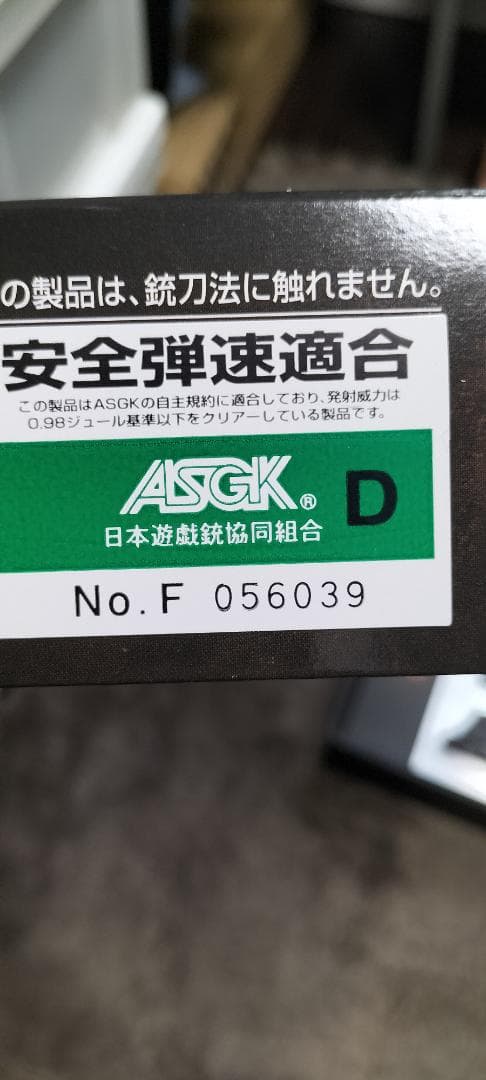 の製品は、銃刀法に触れません。
安全弾速適合
この製品はASGKの自主規約に適合しており、発射威力は
0.98ジュール基準以下をクリアーしている製品です。
ASGK® D
日本遊戯銃協同組合
No. F 056039